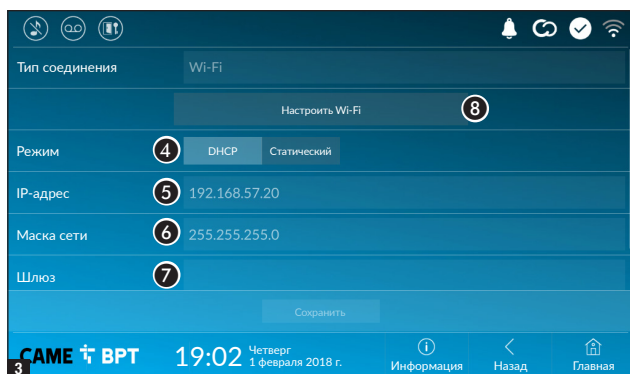 Тип соединения Wi-Fi
Настроить Wi-Fi 8
Режим 4 DHCP Статический
IP-адрес 5 192.168.57.20
Маска сети 6 255.255.255.0
Шлюз 7
Сохранить
3 CAME BPT 19:02 Четверг
1 февраля 2018 г.
Информация Назад Главная